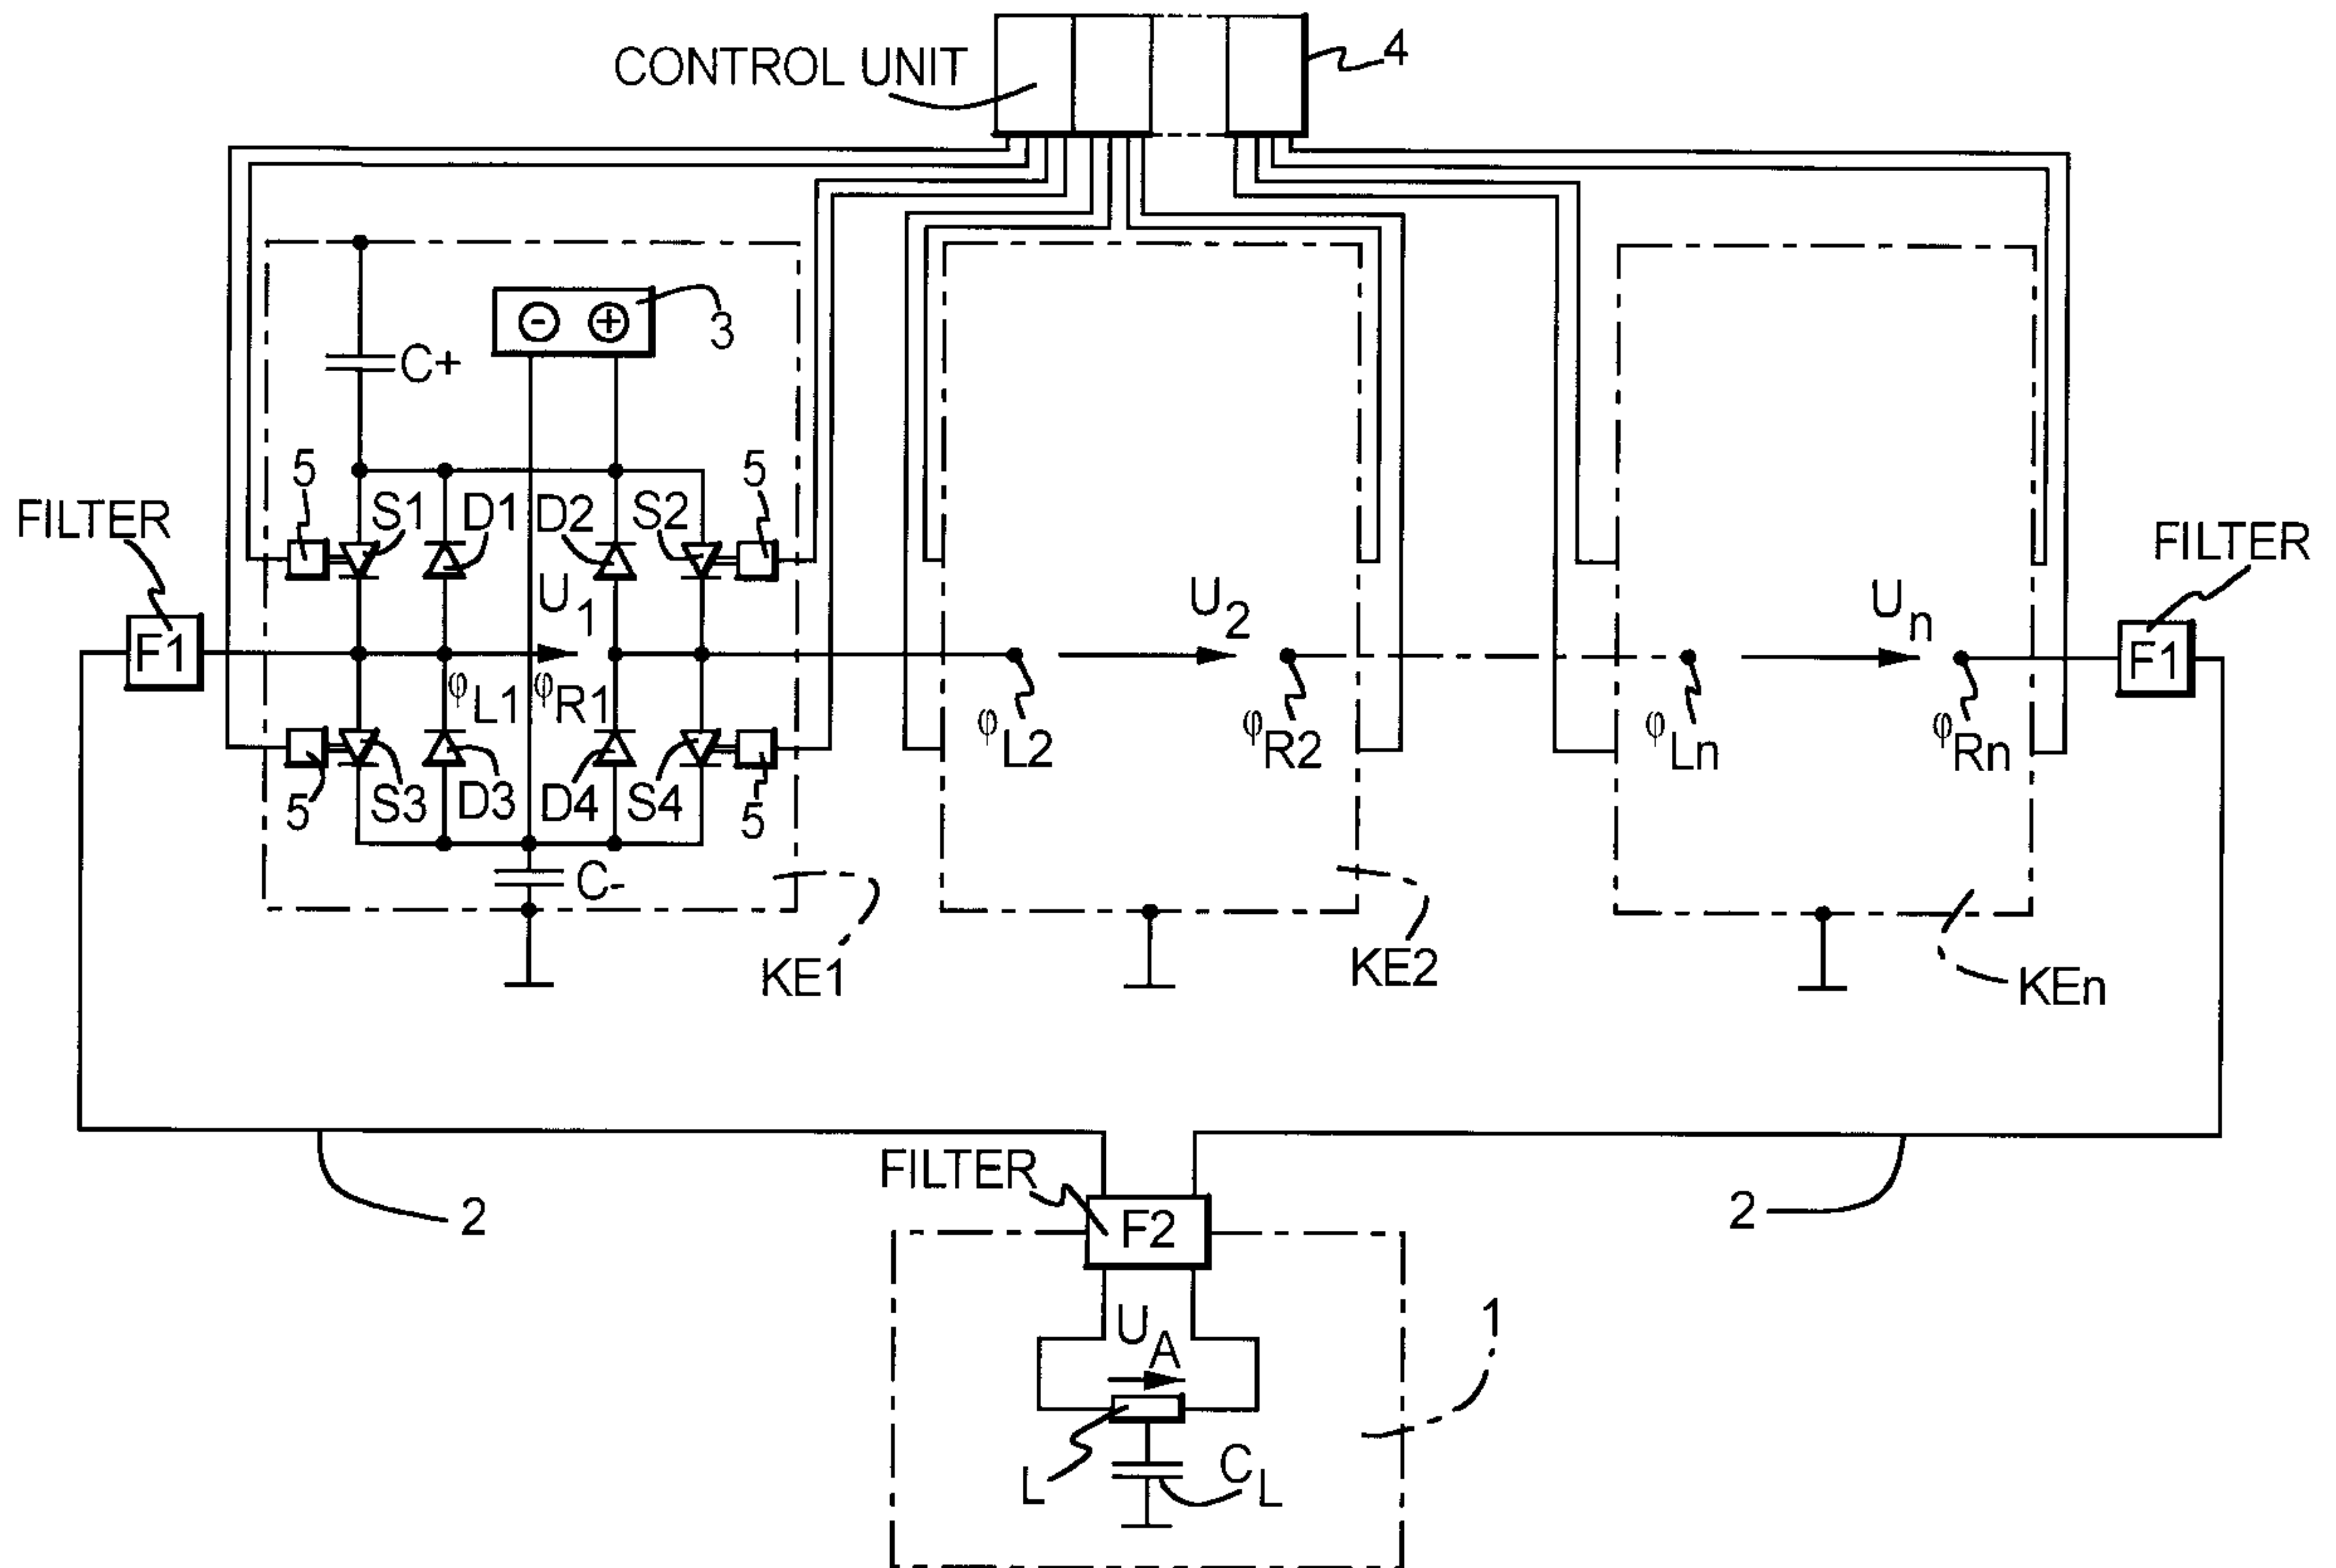 CONTROL UNIT
4
⊖ ⊕
3
C+
5
5
S1
D1
D2
S2
FILTER
FILTER
U1
U2
Un
F1
F1
φL1
φR1
φL2
φR2
φLn
φRn
5
S3
D3
D4
S4
5
C-
KE1
KE2
KEn
FILTER
2
2
F2
UA
1
L
CL